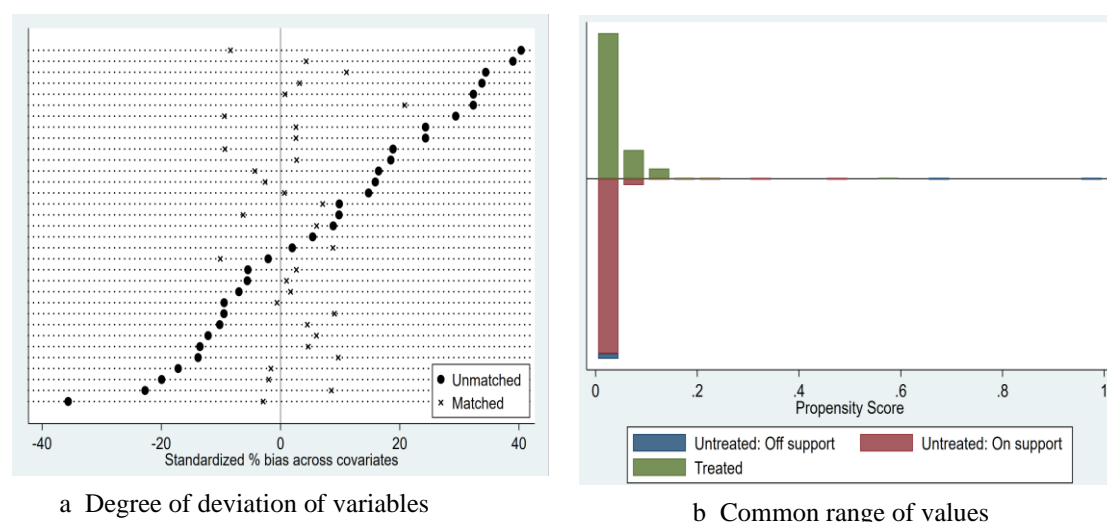 Unmatched
Matched
-40 -20 0 20 40
Standardized % bias across covariates
a Degree of deviation of variables
0 .2 .4 .6 .8 1
Propensity Score
Untreated: Off support Untreated: On support
Treated
b Common range of values